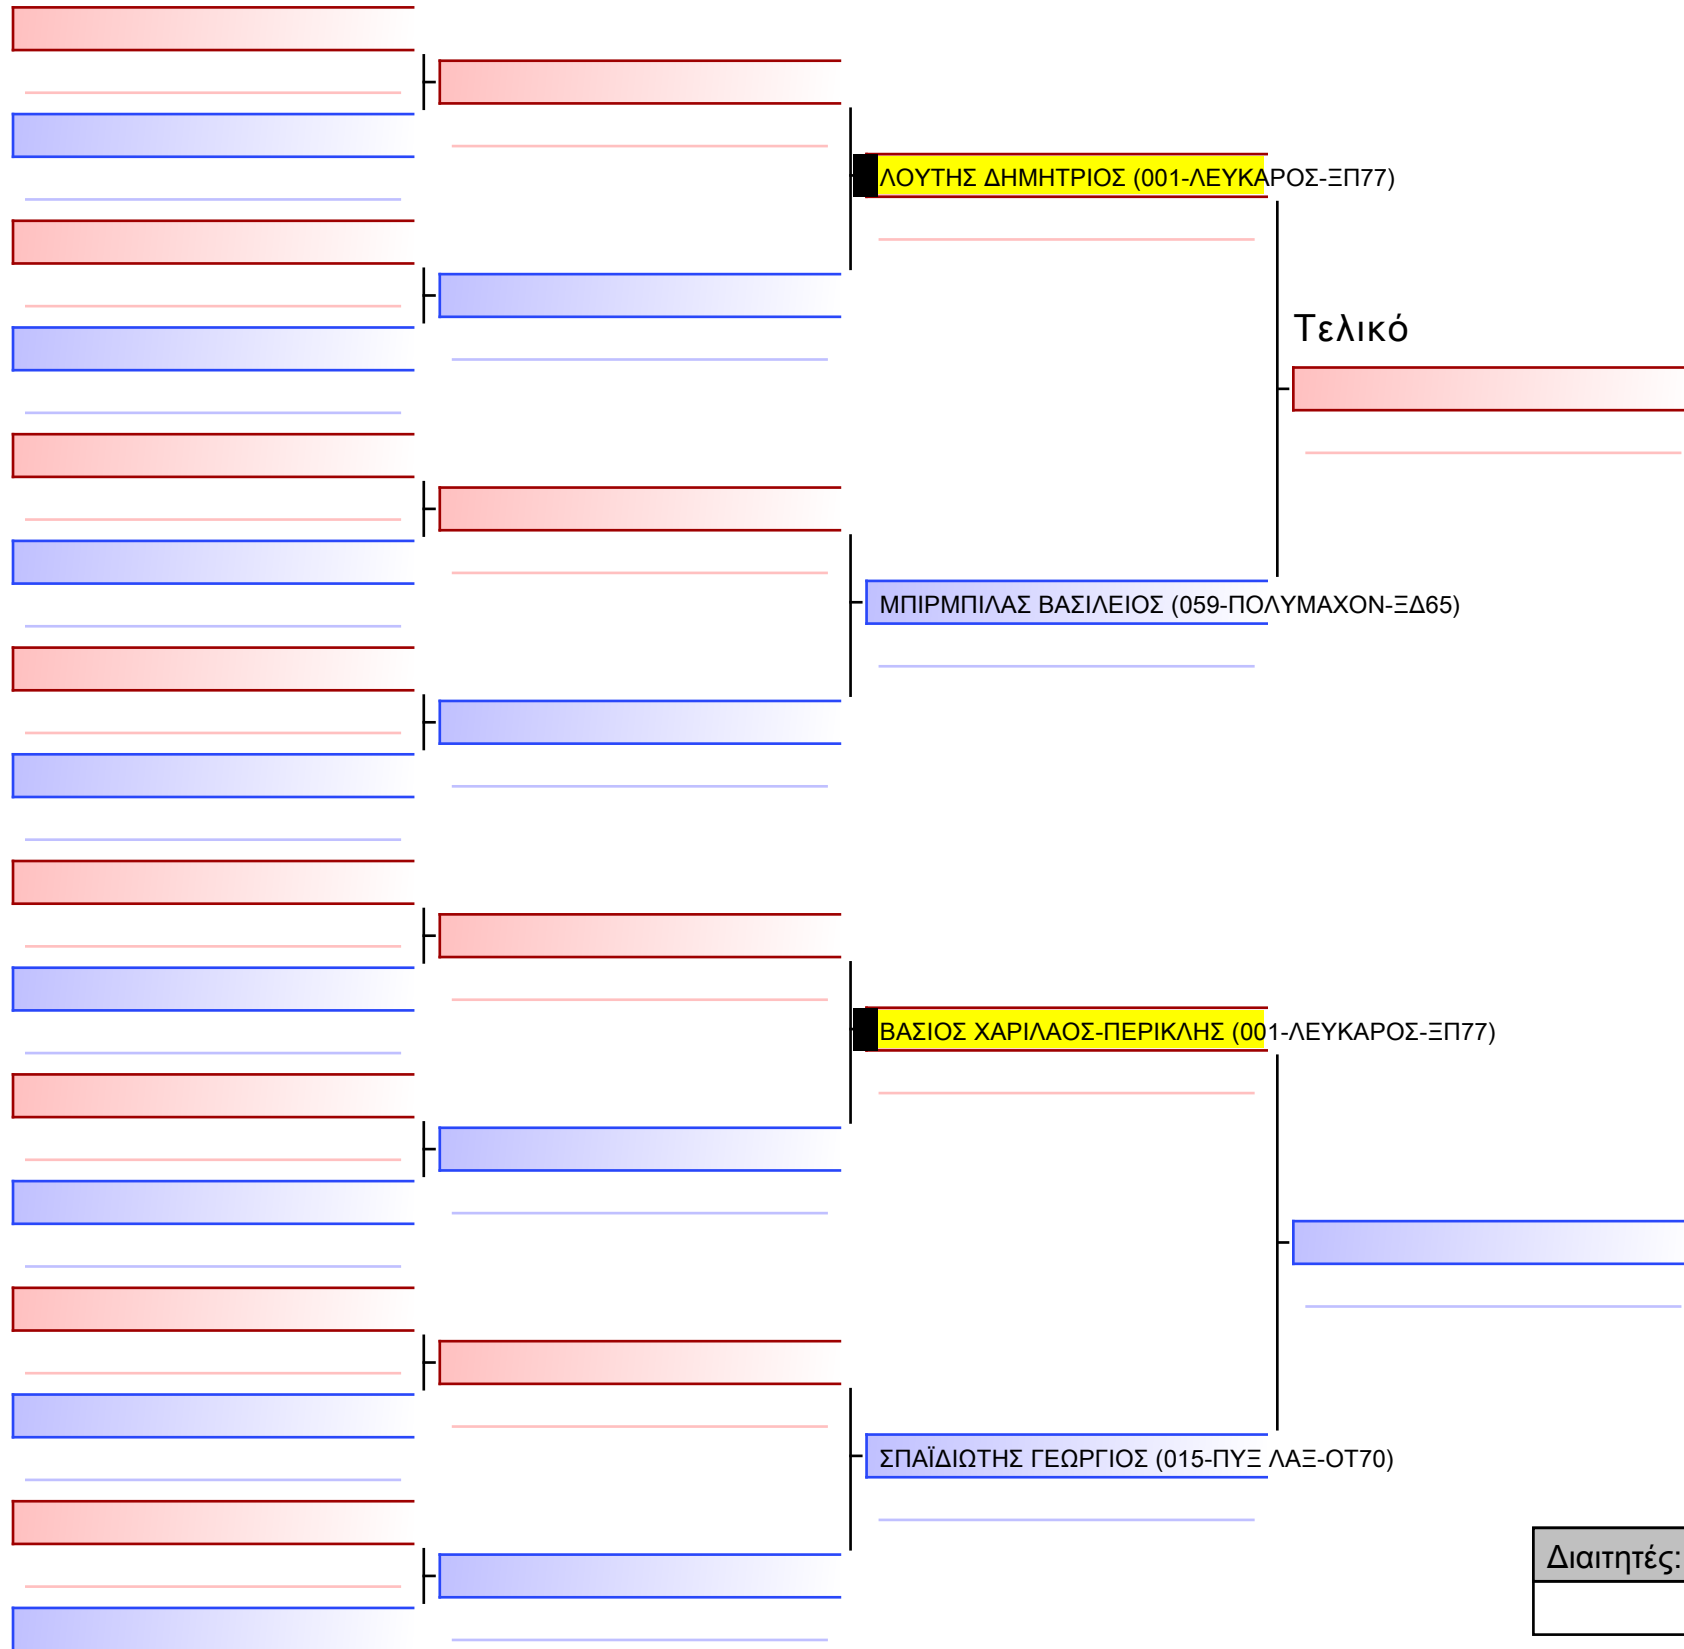 ΛΟΥΤΗΣ ΔΗΜΗΤΡΙΟΣ (001-ΛΕΥΚΑΡΟΣ-ΞΠ77)
Τελικό
ΜΠΙΡΜΠΙΛΑΣ ΒΑΣΙΛΕΙΟΣ (059-ΠΟΛΥΜΑΧΟΝ-ΞΔ65)
ΒΑΣΙΟΣ ΧΑΡΙΛΑΟΣ-ΠΕΡΙΚΛΗΣ (001-ΛΕΥΚΑΡΟΣ-ΞΠ77)
ΣΠΑΪΔΙΩΤΗΣ ΓΕΩΡΓΙΟΣ (015-ΠΥΞ ΛΑΞ-ΟΤ70)
Διαιτητές: